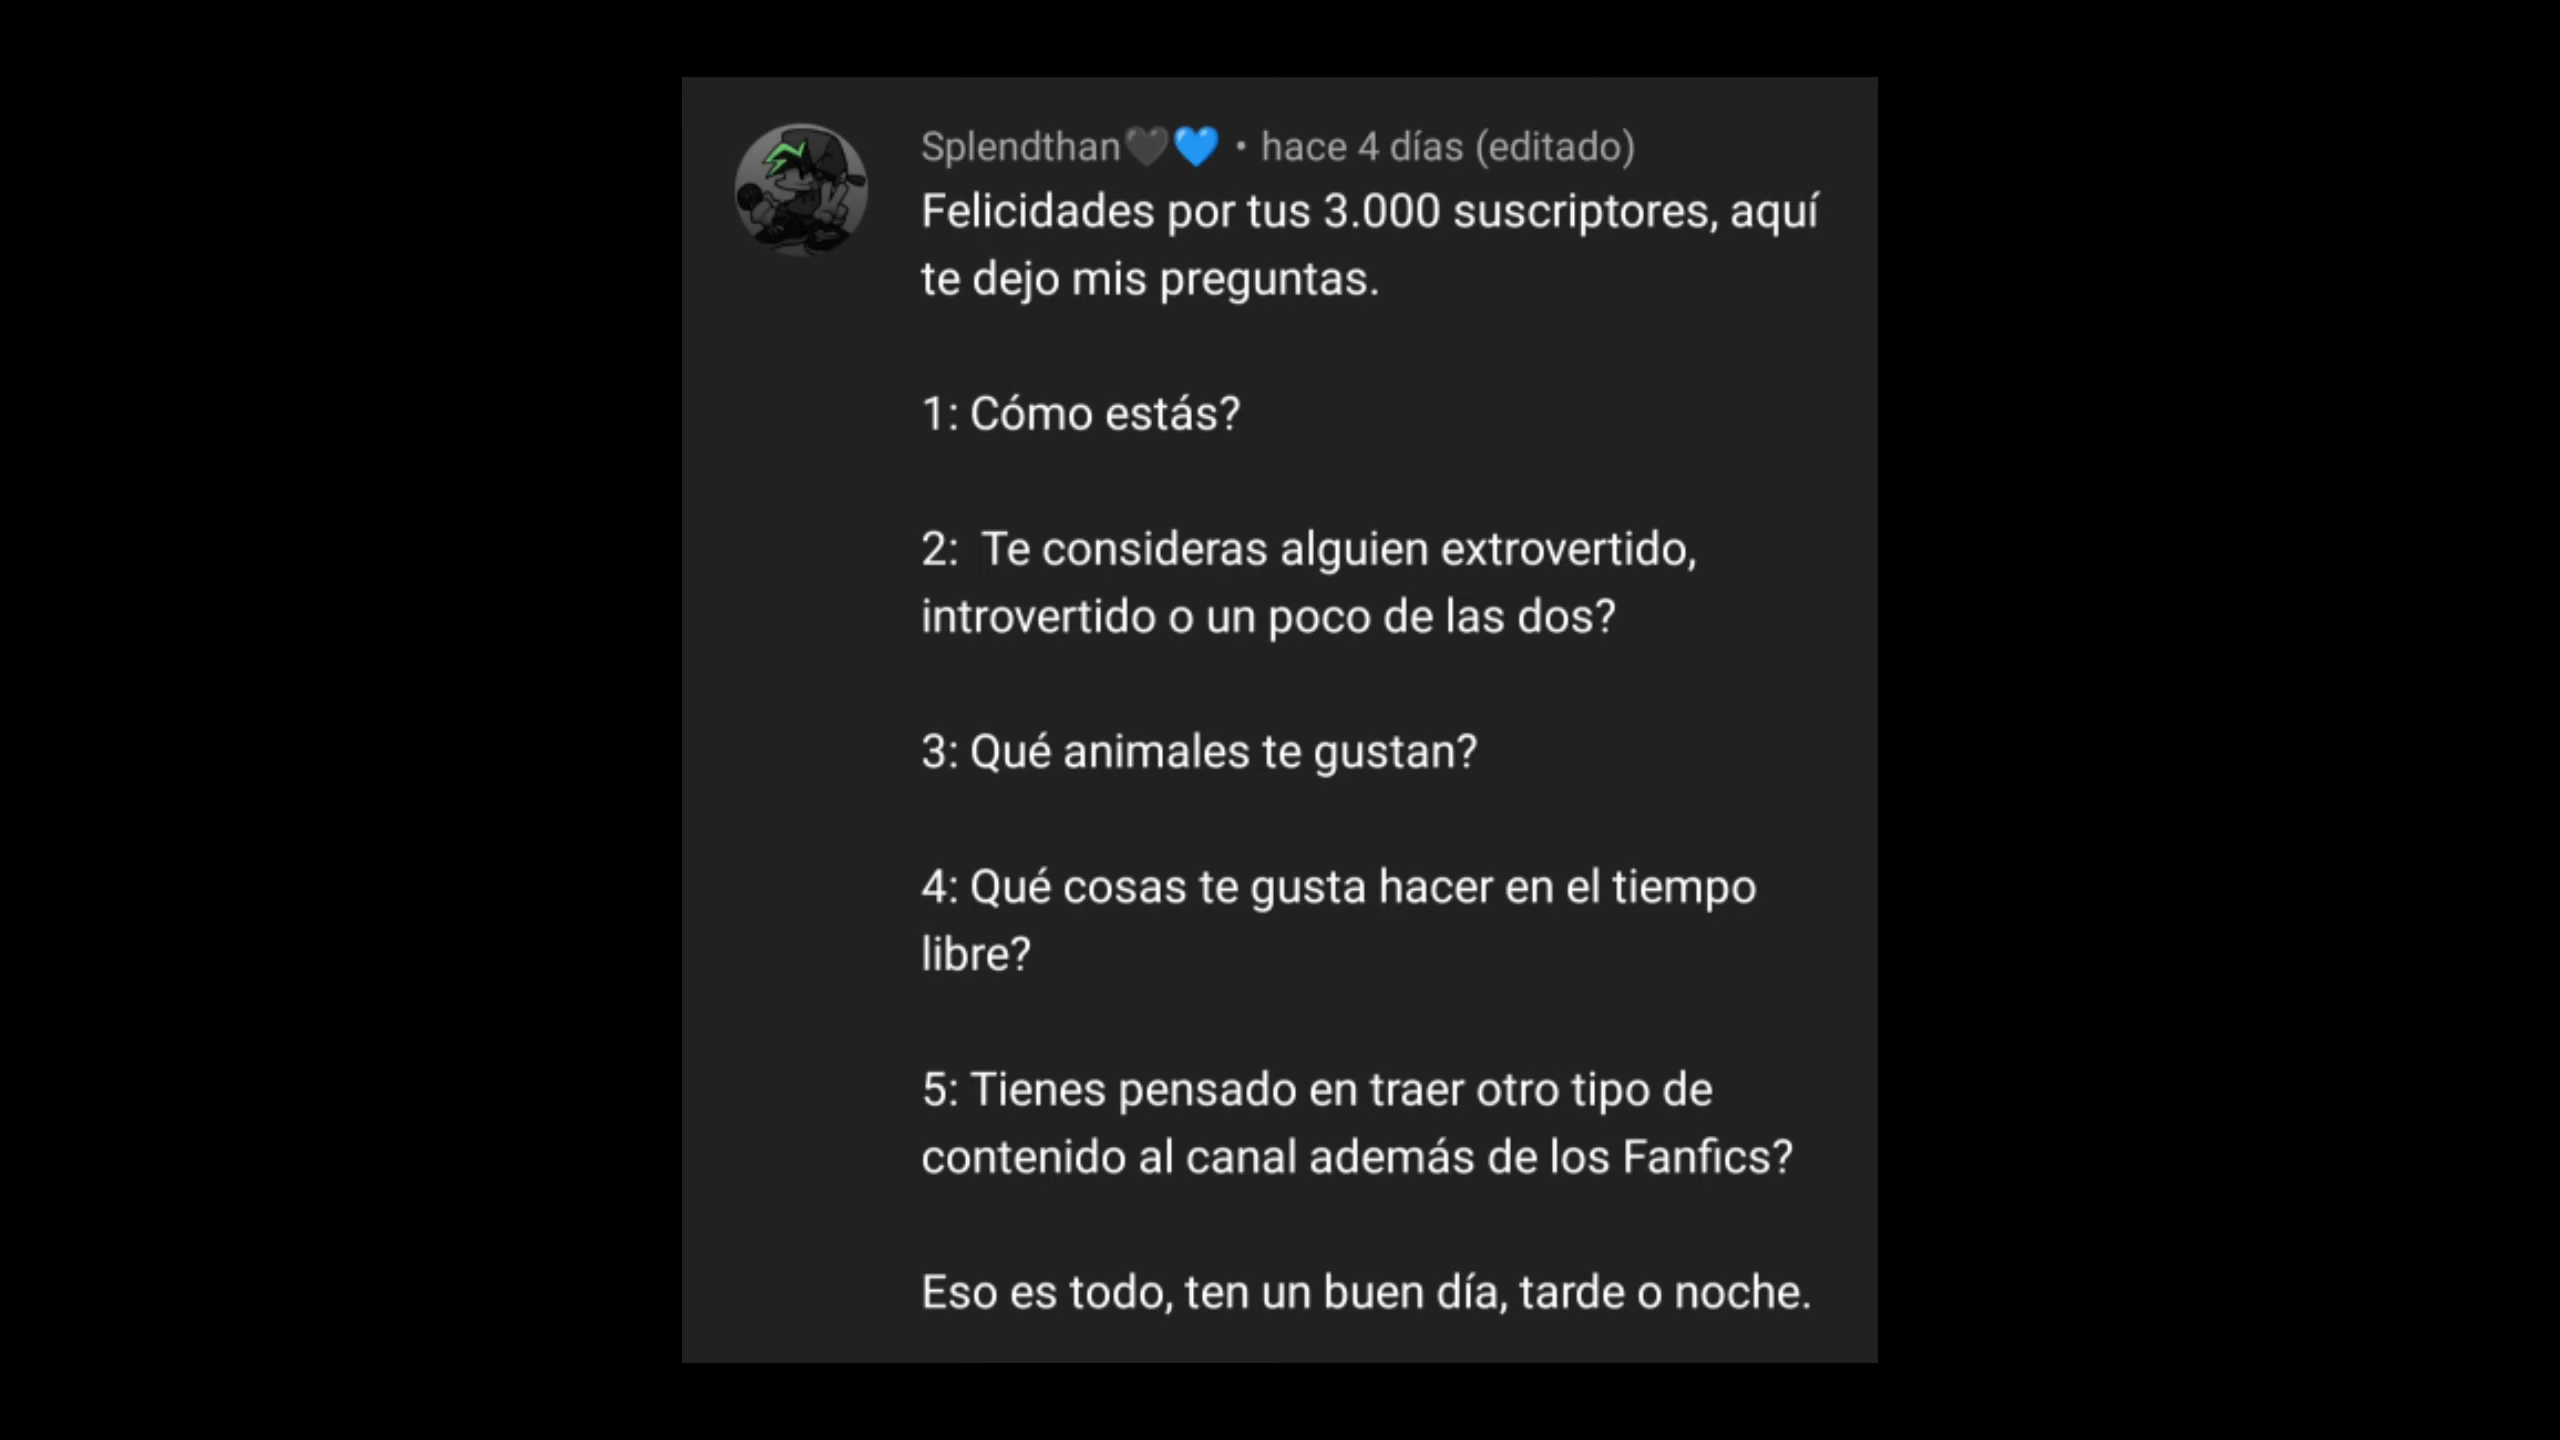 Splendthan🖤💙 • hace 4 días (editado)
Felicidades por tus 3.000 suscriptores, aquí
te dejo mis preguntas.
1: Cómo estás?
2:  Te consideras alguien extrovertido,
introvertido o un poco de las dos?
3: Qué animales te gustan?
4: Qué cosas te gusta hacer en el tiempo
libre?
5: Tienes pensado en traer otro tipo de
contenido al canal además de los Fanfics?
Eso es todo, ten un buen día, tarde o noche.